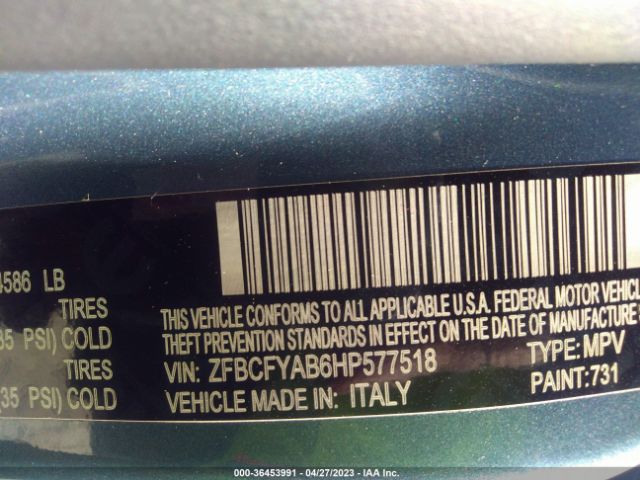 4586 LB
TIRES
35 PSI) COLD
TIRES
(35 PSI) COLD
THIS VEHICLE CONFORMS TO ALL APPLICABLE U.S.A. FEDERAL MOTOR VEHICLE
THEFT PREVENTION STANDARDS IN EFFECT ON THE DATE OF MANUFACTURE
VIN: ZFBCFYAB6HP577518 TYPE: MPV
VEHICLE MADE IN: ITALY PAINT: 731
000-36453991 - 04/27/2023 - IAA Inc.